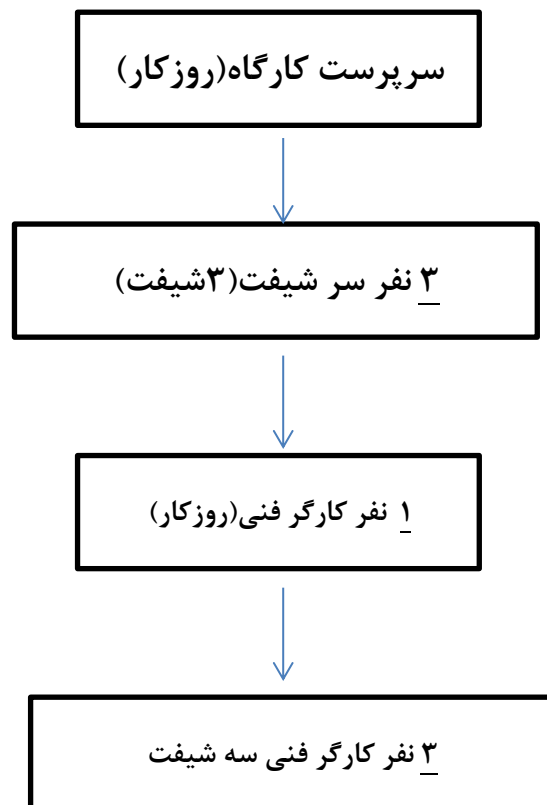 سرپرست کارگاه(روزکار)
۳ نفر سر شیفت(۳شیفت)
۱ نفر کارگر فنی(روزکار)
۳ نفر کارگر فنی سه شیفت